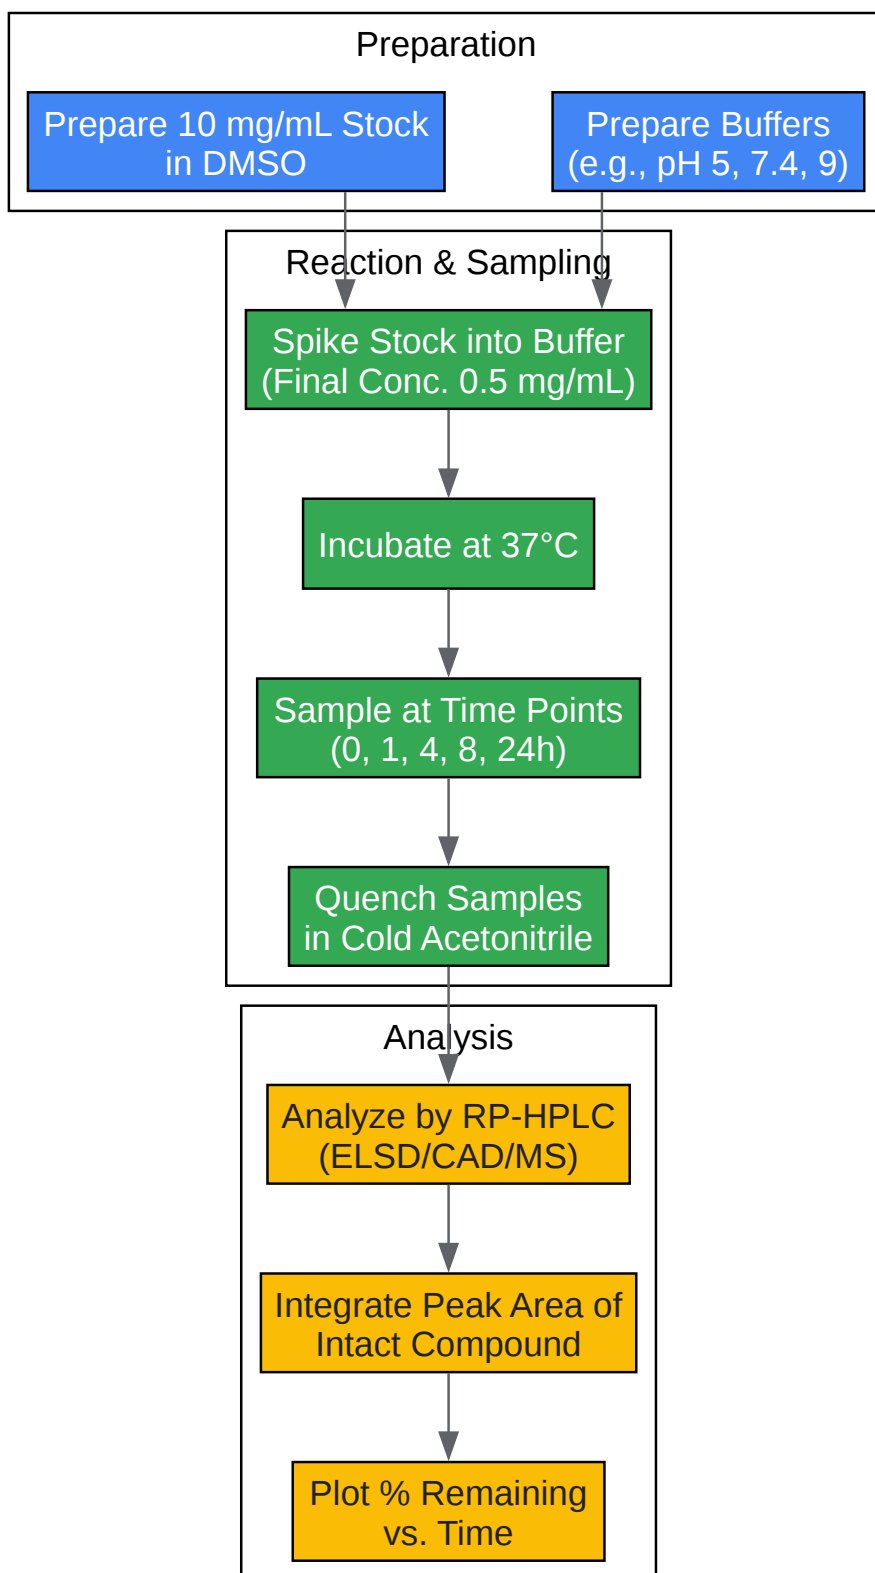 Preparation
Prepare 10 mg/mL Stock
in DMSO
Prepare Buffers
(e.g., pH 5, 7.4, 9)
Reaction & Sampling
Spike Stock into Buffer
(Final Conc. 0.5 mg/mL)
Incubate at 37°C
Sample at Time Points
(0, 1, 4, 8, 24h)
Quench Samples
in Cold Acetonitrile
Analysis
Analyze by RP-HPLC
(ELSD/CAD/MS)
Integrate Peak Area of
Intact Compound
Plot % Remaining
vs. Time